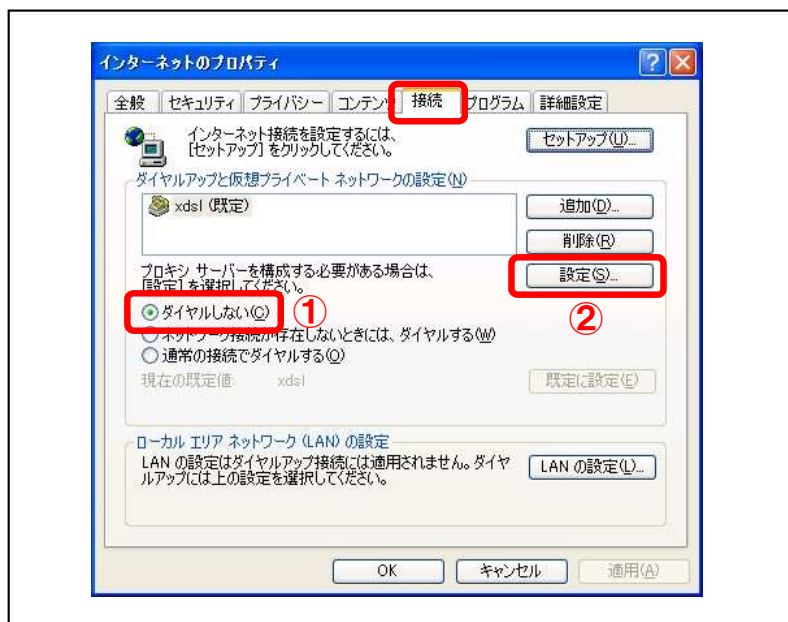 インターネットのプロパティ
全般 セキュリティ プライバシー コンテンツ 接続 プログラム 詳細設定
インターネット接続を設定するには、
[セットアップ] をクリックしてください。
セットアップ(U)...
ダイヤルアップと仮想プライベート ネットワークの設定(N)
xdsl (既定)
追加(D)...
削除(R)
プロキシ サーバーを構成する必要がある場合は、
[設定] を選択してください。
設定(S)...
ダイヤルしない(C) ①
②
ネットワーク接続が存在しないときには、ダイヤルする(W)
通常の接続でダイヤルする(O)
現在の既定値: xdsl
既定に設定(E)
ローカル エリア ネットワーク (LAN) の設定
LAN の設定はダイヤルアップ接続には適用されません。ダイヤ
ルアップには上の設定を選択してください。
LAN の設定(L)...
OK キャンセル 適用(A)